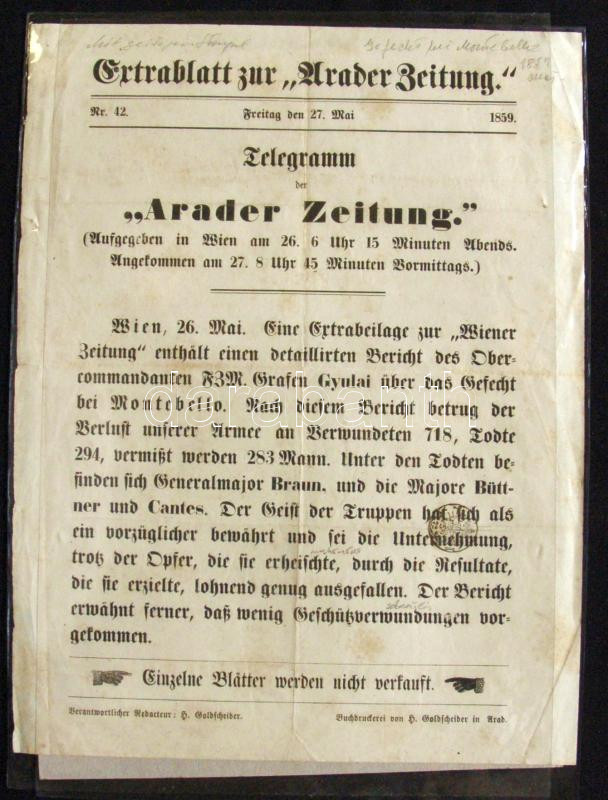 Extrablatt zur „Arader Zeitung."
Nr. 42. Freitag den 27. Mai 1859.
Telegramm
der
„Arader Zeitung."
(Aufgegeben in Wien am 26. 6 Uhr 15 Minuten Abends.
Angekommen am 27. 8 Uhr 45 Minuten Vormittags.)
Wien, 26. Mai. Eine Extrabeilage zur „Wiener
Zeitung" enthält einen detaillirten Bericht des Ober-
commandanten FZM. Grafen Gyulai über das Gefecht
bei Montebello. Nach diesem Bericht betrug der
Verlust unserer Armee an Verwundeten 718, Todte
294, vermißt werden 283 Mann. Unter den Todten be-
finden sich Generalmajor Braun, und die Majore Bütt-
ner und Cantes. Der Geist der Truppen hat sich als
ein vorzüglicher bewährt und sei die Unternehmung,
trotz der Opfer, die sie erheischte, durch die Resultate,
die sie erzielte, lohnend genug ausgefallen. Der Bericht
erwähnt ferner, daß wenig Geschützverwundungen vor-
gekommen.
Einzelne Blätter werden nicht verkauft.
Verantwortlicher Redacteur: H. Goldscheider. Buchdruckerei von H. Goldscheider in Arad.
darabanth